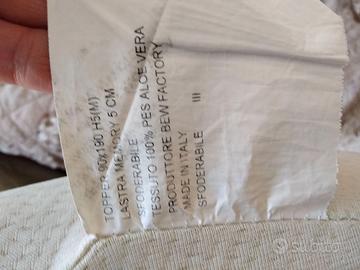 TOPPER 80x190 H5(M)
LASTRA MEMORY 5 CM
SFODERABILE
TESSUTO 100% PES ALOE VERA
PRODUTTORE BEW FACTORY
MADE IN ITALY
SFODERABILE III
Subito